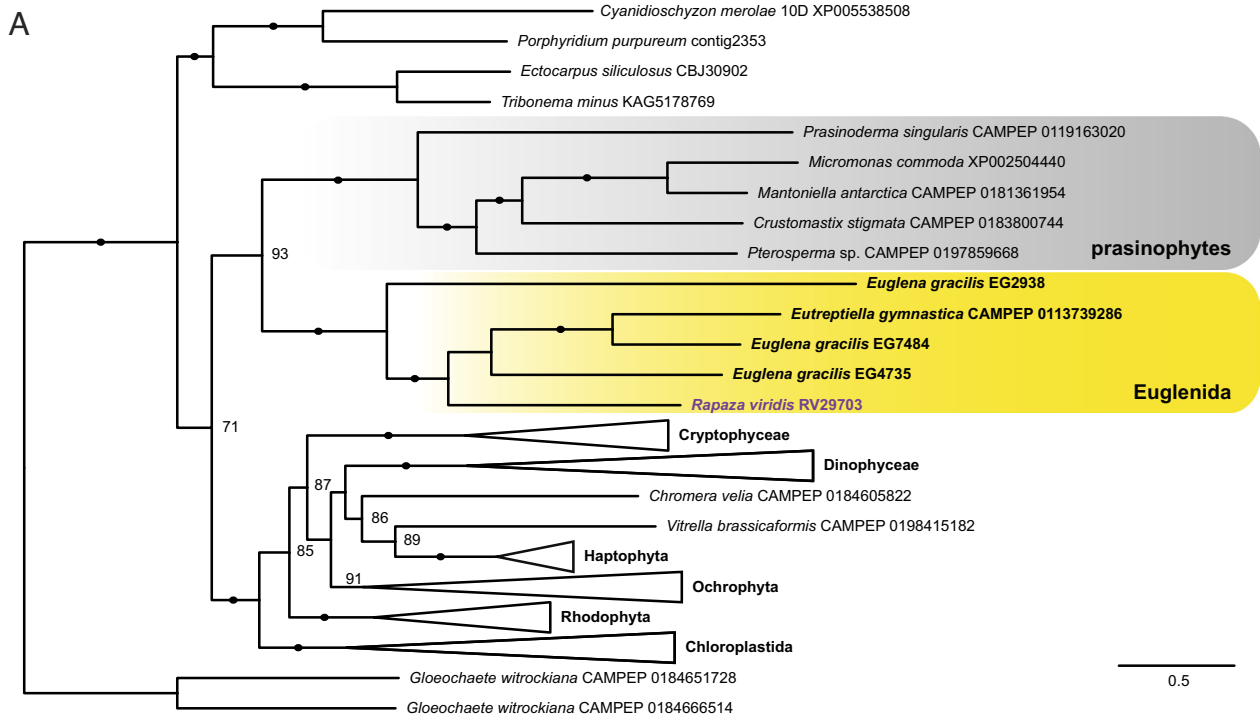 A
Cyanidioschyzon merolae 10D XP005538508
Porphyridium purpureum contig2353
Ectocarpus siliculosus CBJ30902
Tribonema minus KAG5178769
Prasinoderma singularis CAMPEP 0119163020
Micromonas commoda XP002504440
Mantoniella antarctica CAMPEP 0181361954
Crustomastix stigmata CAMPEP 0183800744
Pterosperma sp. CAMPEP 0197859668
prasinophytes
93
Euglena gracilis EG2938
Eutreptiella gymnastica CAMPEP 0113739286
Euglena gracilis EG7484
Euglena gracilis EG4735
Euglenida
Rapaza viridis RV29703
71
Cryptophyceae
Dinophyceae
87
Chromera velia CAMPEP 0184605822
86
Vitrella brassicaformis CAMPEP 0198415182
89
85
Haptophyta
91
Ochrophyta
Rhodophyta
Chloroplastida
Gloeochaete witrockiana CAMPEP 0184651728
0.5
Gloeochaete witrockiana CAMPEP 0184666514